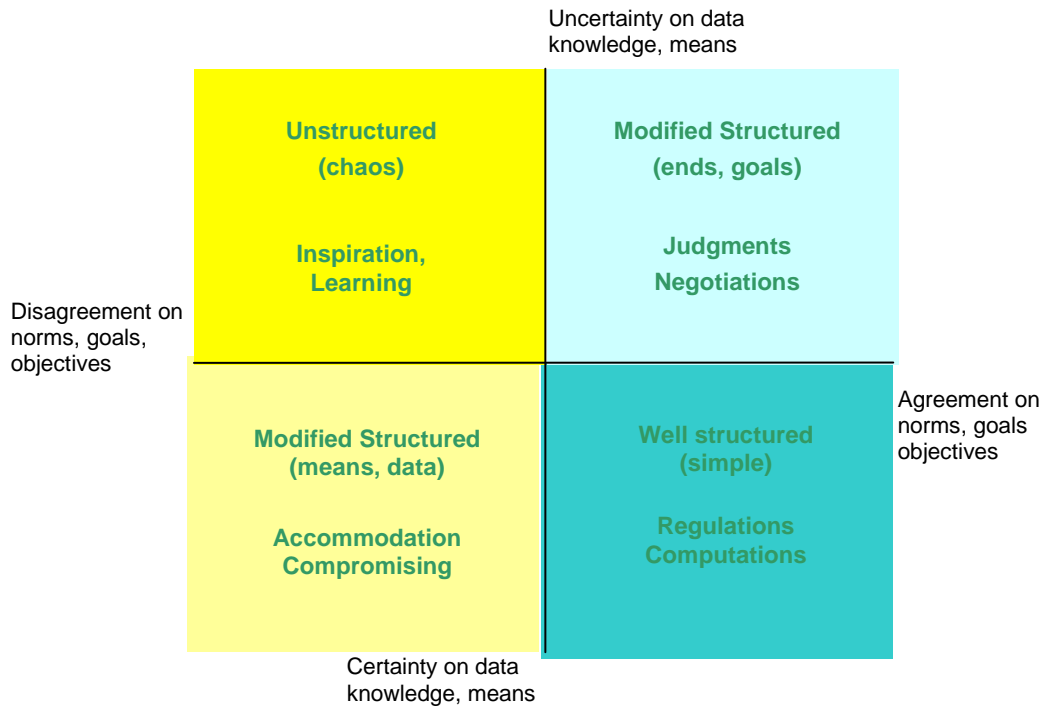 Uncertainty on data
knowledge, means
Unstructured
(chaos)
Inspiration,
Learning
Modified Structured
(ends, goals)
Judgments
Negotiations
Disagreement on
norms, goals,
objectives
Agreement on
norms, goals
objectives
Modified Structured
(means, data)
Accommodation
Compromising
Well structured
(simple)
Regulations
Computations
Certainty on data
knowledge, means